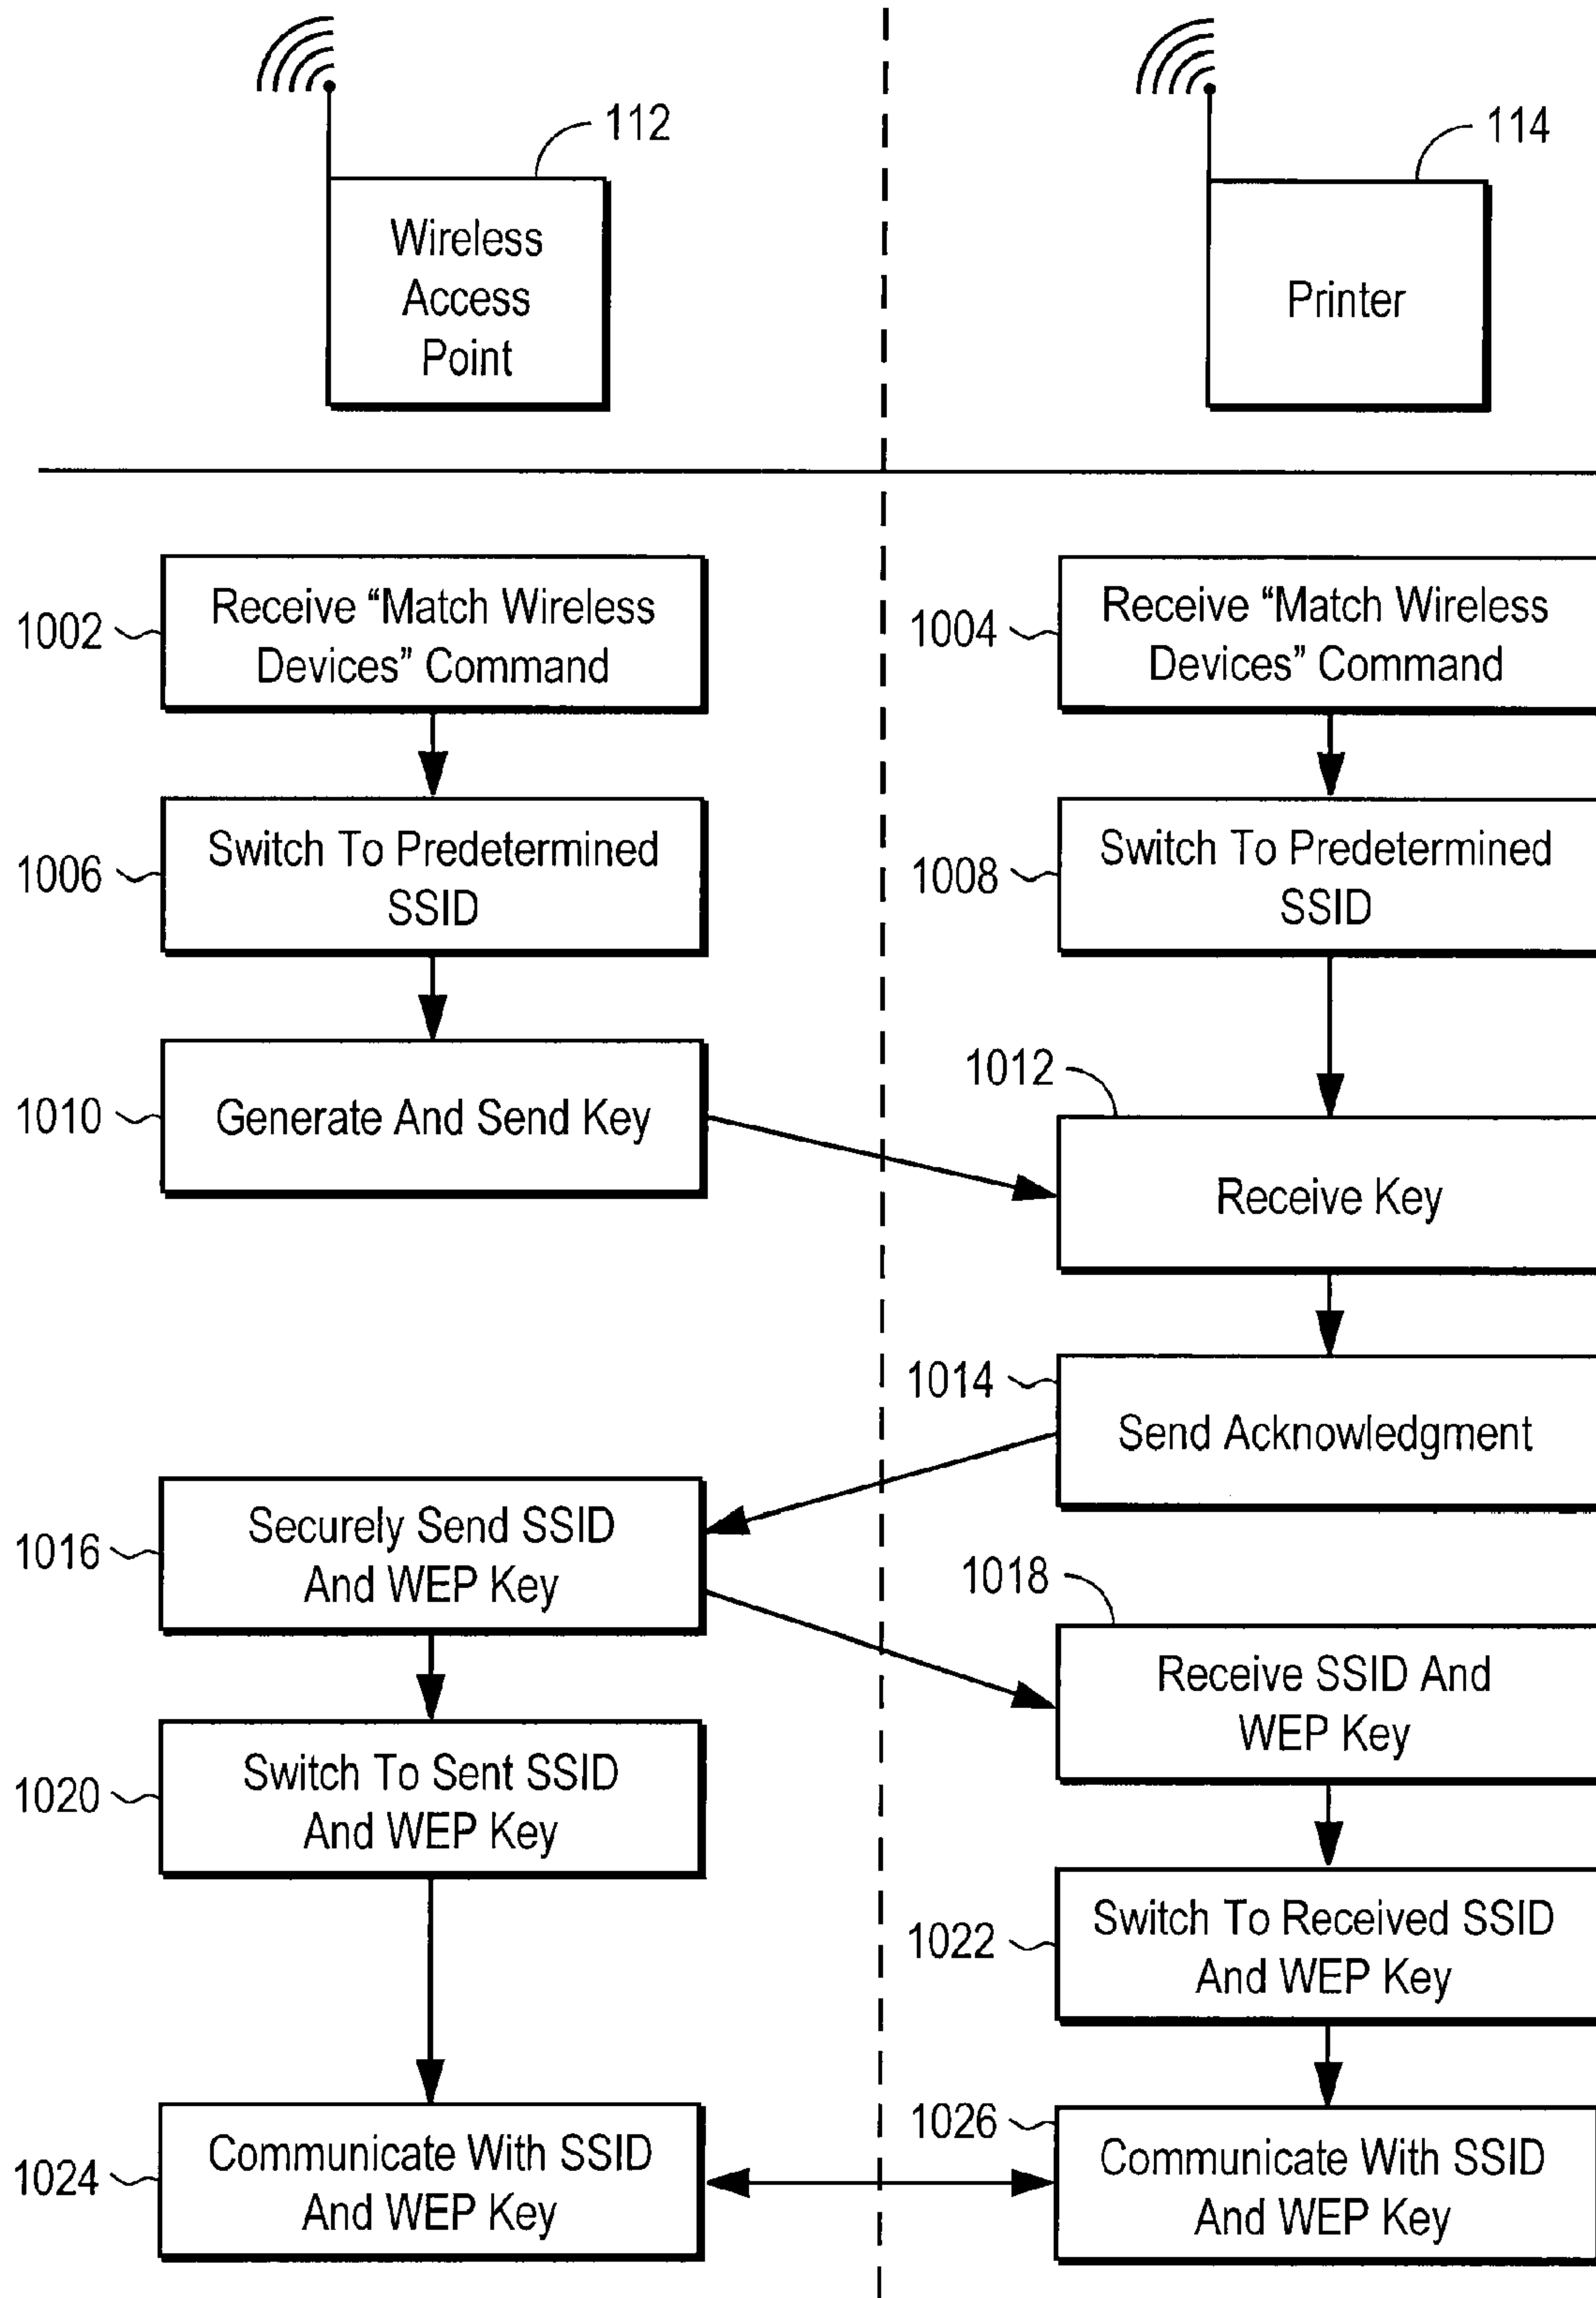 112
Wireless
Access
Point
114
Printer
1002
Receive “Match Wireless
Devices” Command
1004
Receive “Match Wireless
Devices” Command
1006
Switch To Predetermined
SSID
1008
Switch To Predetermined
SSID
1010
Generate And Send Key
1012
Receive Key
1014
Send Acknowledgment
1016
Securely Send SSID
And WEP Key
1018
Receive SSID And
WEP Key
1020
Switch To Sent SSID
And WEP Key
1022
Switch To Received SSID
And WEP Key
1024
Communicate With SSID
And WEP Key
1026
Communicate With SSID
And WEP Key